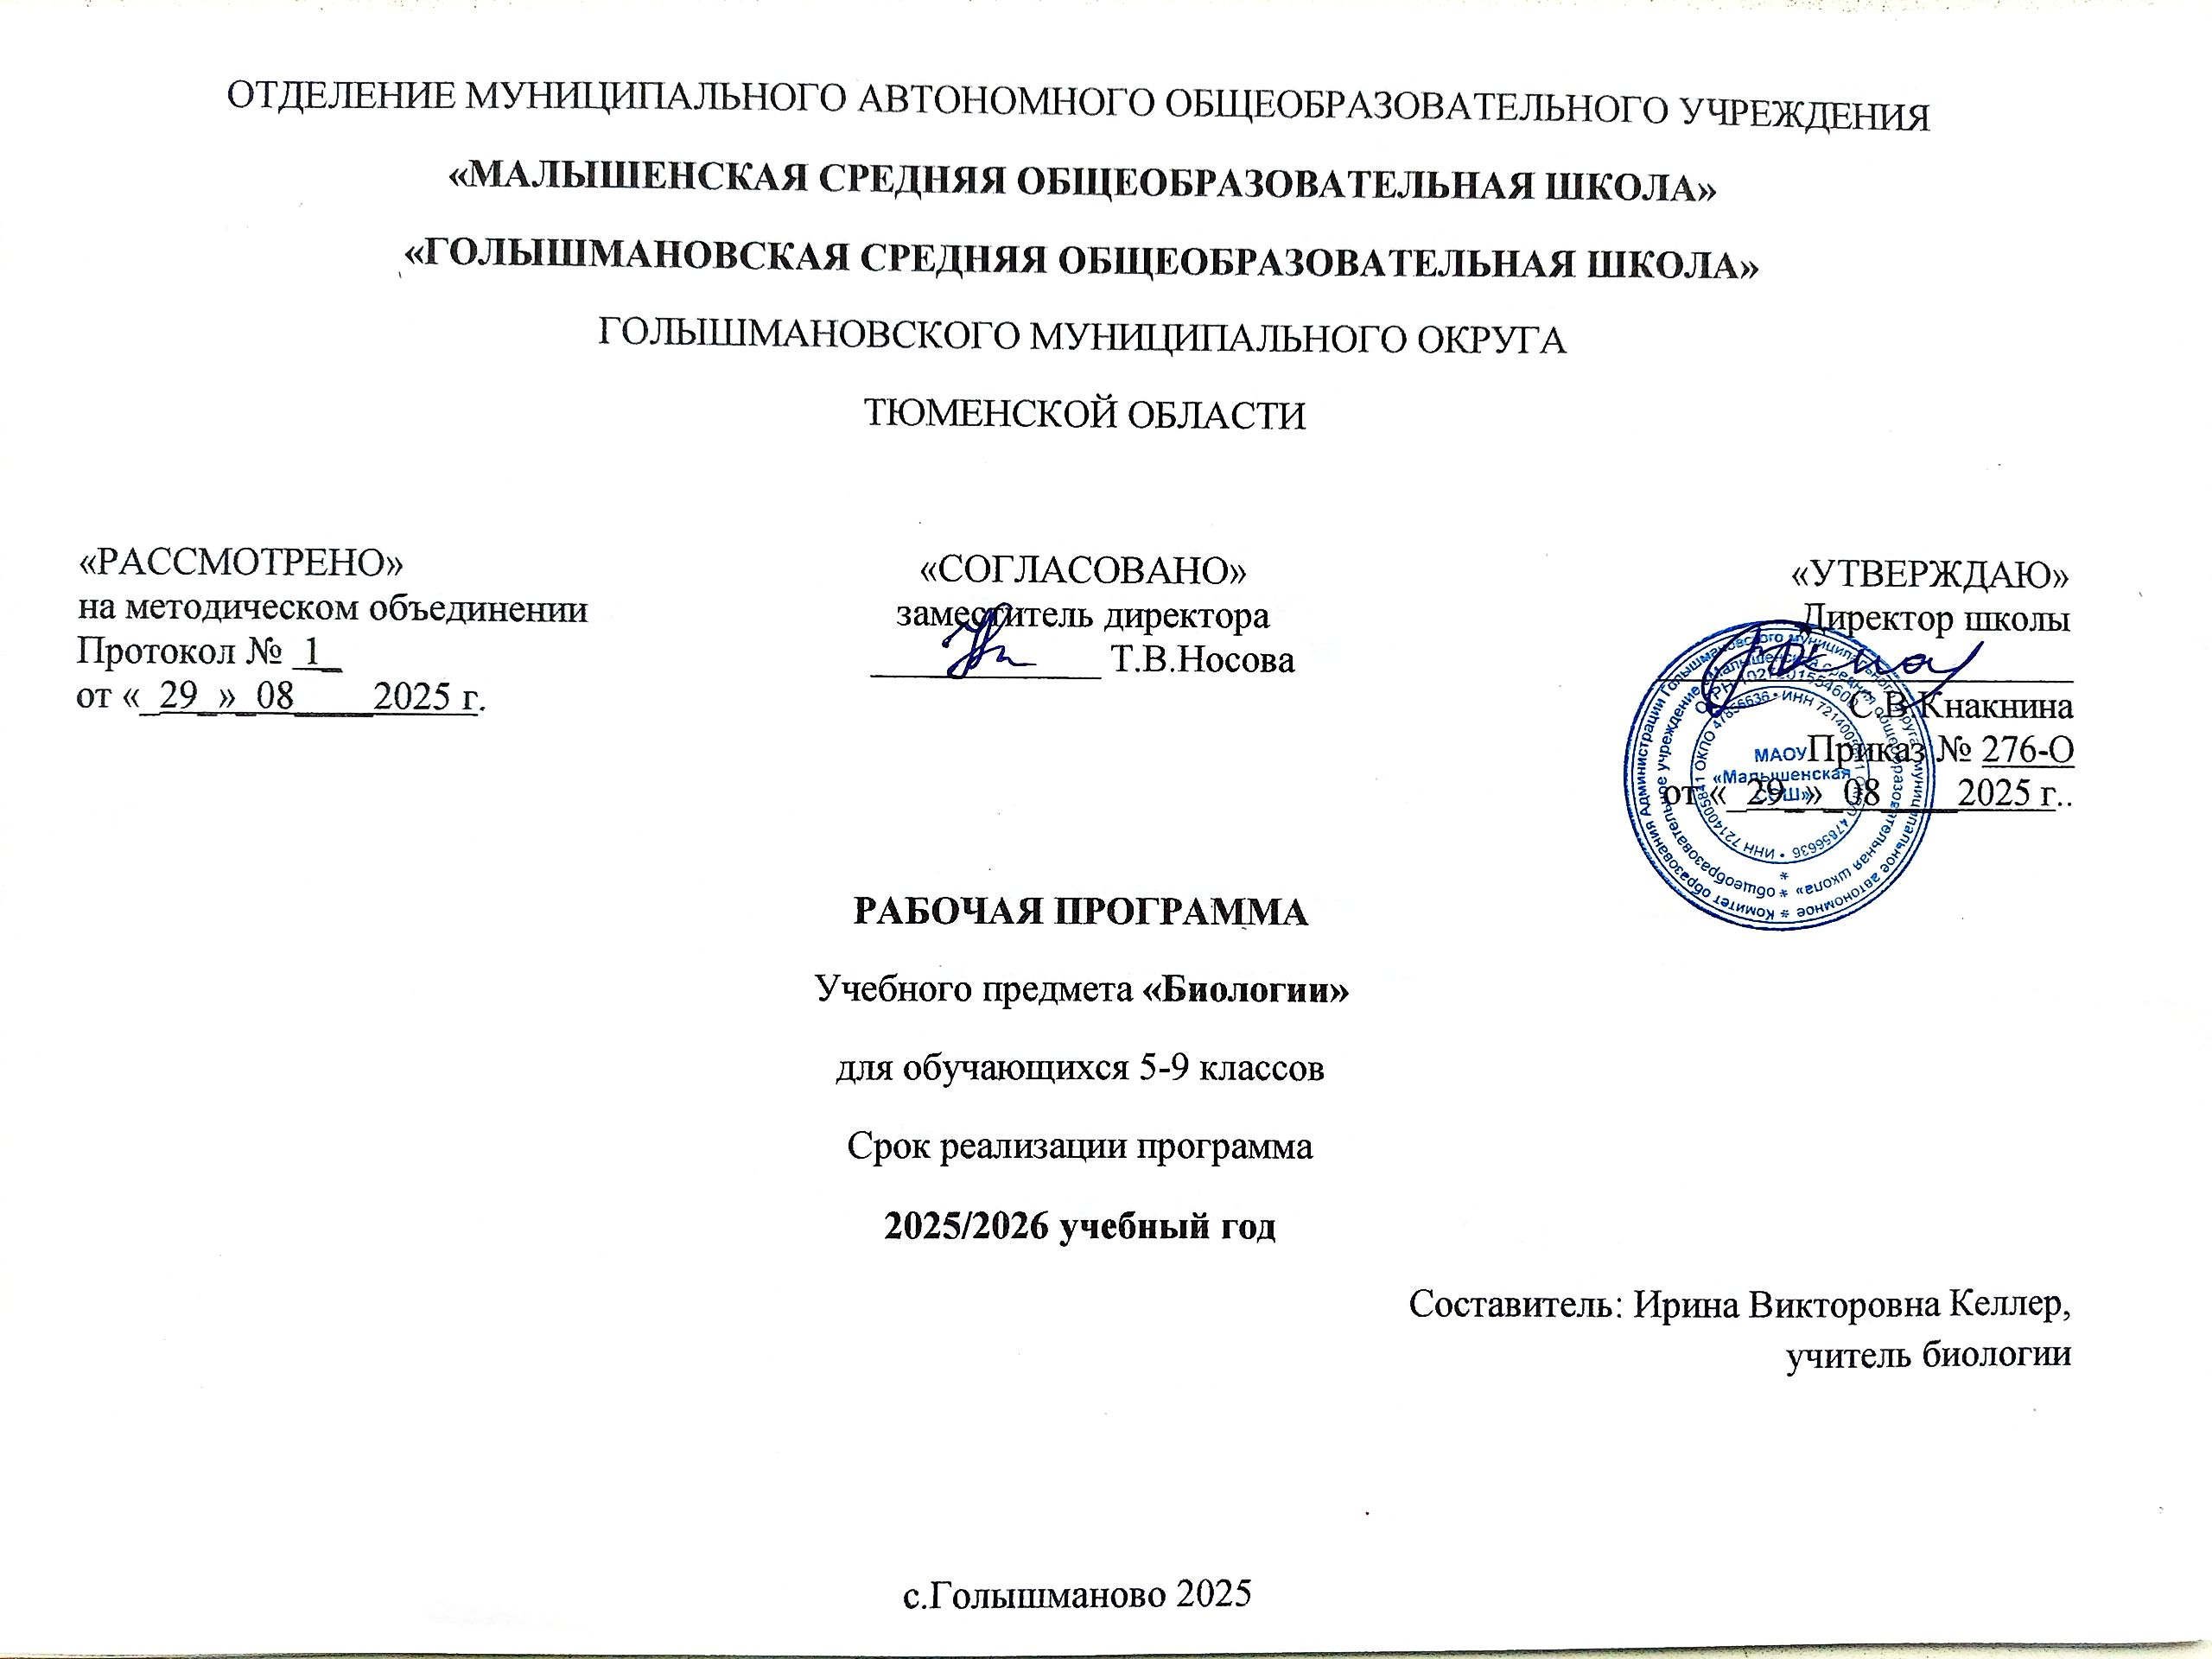 ОТДЕЛЕНИЕ МУНИЦИПАЛЬНОГО АВТОНОМНОГО ОБЩЕОБРАЗОВАТЕЛЬНОГО УЧРЕЖДЕНИЯ
«МАЛЫШЕНСКАЯ СРЕДНЯЯ ОБЩЕОБРАЗОВАТЕЛЬНАЯ ШКОЛА»
«ГОЛЫШМАНОВСКАЯ СРЕДНЯЯ ОБЩЕОБРАЗОВАТЕЛЬНАЯ ШКОЛА»
ГОЛЫШМАНОВСКОГО МУНИЦИПАЛЬНОГО ОКРУГА
ТЮМЕНСКОЙ ОБЛАСТИ
«РАССМОТРЕНО»
на методическом объединении
Протокол № 1
от « 29 » 08 2025 г.
«СОГЛАСОВАНО»
заместитель директора
Т.В.Носова
«УТВЕРЖДАЮ»
Директор школы
С.В Кнакнина
Приказ № 276-О
от « 29 » 08 2025 г..
МАОУ
«Малышенская
СОШ»
РАБОЧАЯ ПРОГРАММА
Учебного предмета «Биологии»
для обучающихся 5-9 классов
Срок реализации программа
2025/2026 учебный год
Составитель: Ирина Викторовна Келлер,
учитель биологии
с.Голышманово 2025